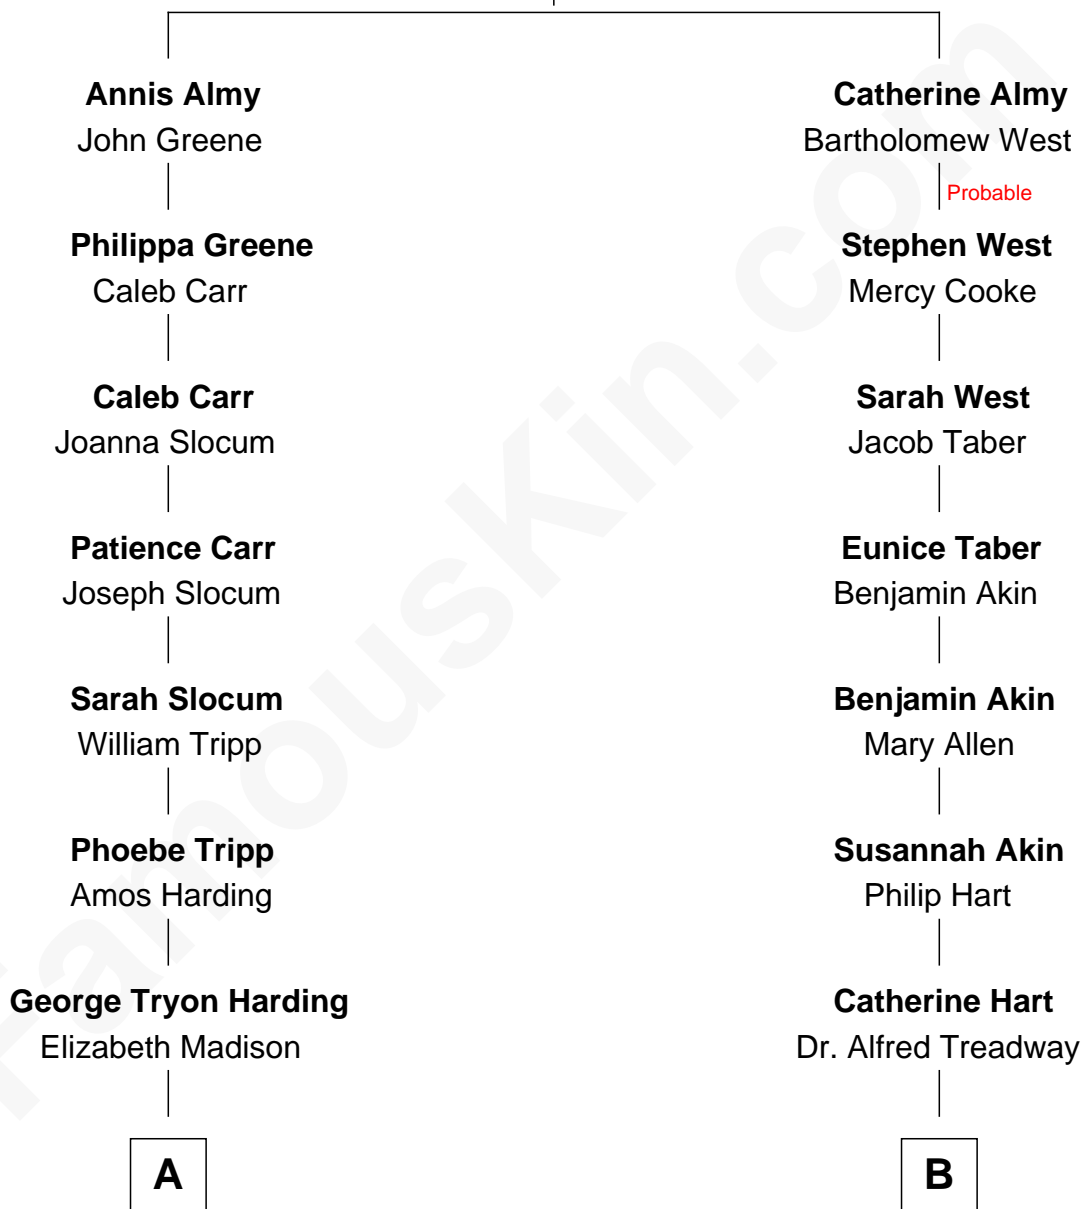 Annis Almy
John Greene
Catherine Almy
Bartholomew West
Probable
Philippa Greene
Caleb Carr
Stephen West
Mercy Cooke
Caleb Carr
Joanna Slocum
Sarah West
Jacob Taber
Patience Carr
Joseph Slocum
Eunice Taber
Benjamin Akin
Sarah Slocum
William Tripp
Benjamin Akin
Mary Allen
Phoebe Tripp
Amos Harding
Susannah Akin
Philip Hart
George Tryon Harding
Elizabeth Madison
Catherine Hart
Dr. Alfred Treadway
A
B
FamousKin.com